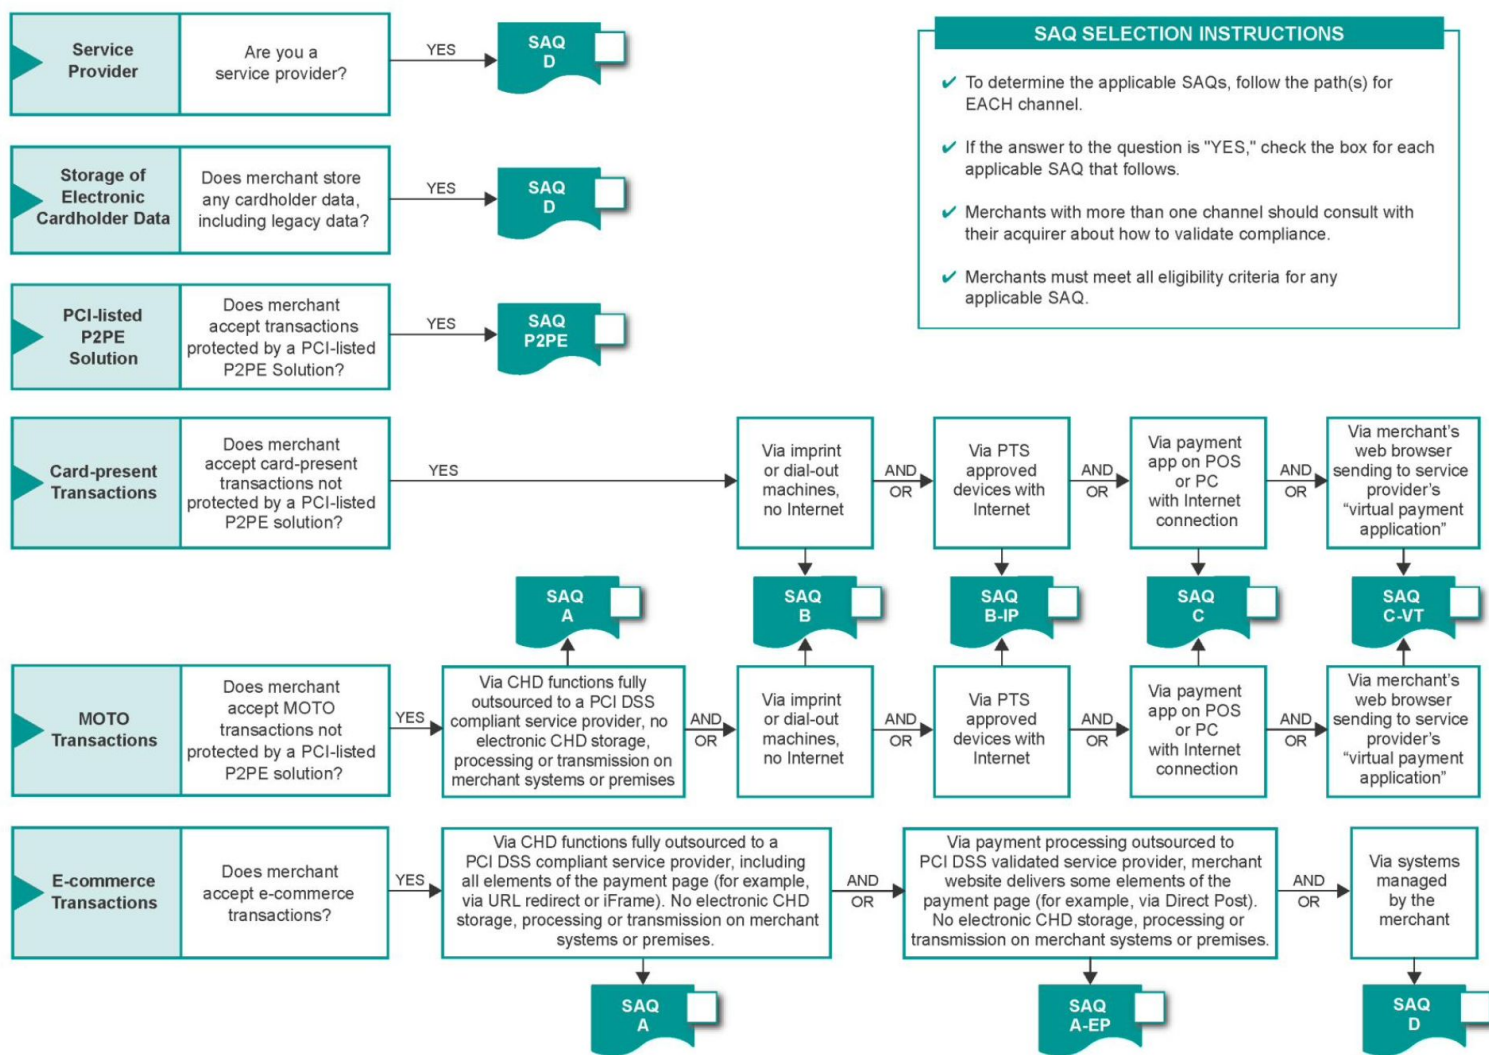 Service
Provider
Are you a
service provider?
YES
SAQ
D
SAQ SELECTION INSTRUCTIONS
✔ To determine the applicable SAQs, follow the path(s) for
EACH channel.
✔ If the answer to the question is "YES," check the box for each
applicable SAQ that follows.
✔ Merchants with more than one channel should consult with
their acquirer about how to validate compliance.
✔ Merchants must meet all eligibility criteria for any
applicable SAQ.
Storage of
Electronic
Cardholder Data
Does merchant store
any cardholder data,
including legacy data?
YES
SAQ
D
PCI-listed
P2PE
Solution
Does merchant
accept transactions
protected by a PCI-listed
P2PE Solution?
YES
SAQ
P2PE
Card-present
Transactions
Does merchant
accept card-present
transactions not
protected by a PCI-listed
P2PE solution?
YES
Via imprint
or dial-out
machines,
no Internet
AND
OR
Via PTS
approved
devices with
Internet
AND
OR
Via payment
app on POS
or PC
with Internet
connection
AND
OR
Via merchant's
web browser
sending to service
provider's
“virtual payment
application”
SAQ
A
SAQ
B
SAQ
B-IP
SAQ
C
SAQ
C-VT
MOTO
Transactions
Does merchant
accept MOTO
transactions not
protected by a PCI-listed
P2PE solution?
YES
Via CHD functions fully
outsourced to a PCI DSS
compliant service provider, no
electronic CHD storage,
processing or transmission on
merchant systems or premises
AND
OR
Via imprint
or dial-out
machines,
no Internet
AND
OR
Via PTS
approved
devices with
Internet
AND
OR
Via payment
app on POS
or PC
with Internet
connection
AND
OR
Via merchant's
web browser
sending to service
provider's
“virtual payment
application”
E-commerce
Transactions
Does merchant
accept e-commerce
transactions?
YES
Via CHD functions fully outsourced to a
PCI DSS compliant service provider, including
all elements of the payment page (for example,
via URL redirect or iFrame). No electronic CHD
storage, processing or transmission on merchant
systems or premises.
AND
OR
Via payment processing outsourced to
PCI DSS validated service provider, merchant
website delivers some elements of the
payment page (for example, via Direct Post).
No electronic CHD storage, processing or
transmission on merchant systems or premises.
AND
OR
Via systems
managed
by the
merchant
SAQ
A
SAQ
A-EP
SAQ
D